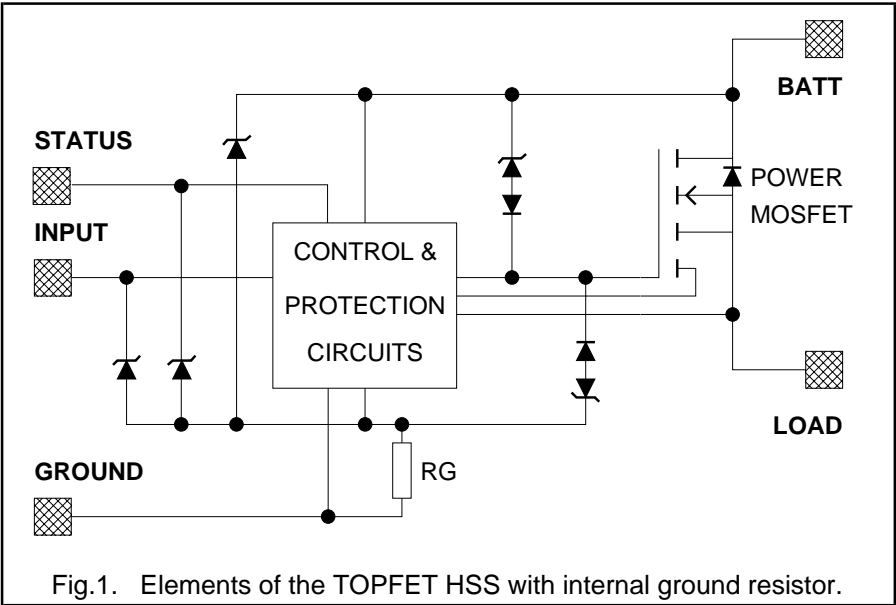 BATT
STATUS
POWER
MOSFET
INPUT
CONTROL &
PROTECTION
CIRCUITS
LOAD
GROUND
RG
Fig.1. Elements of the TOPFET HSS with internal ground resistor.